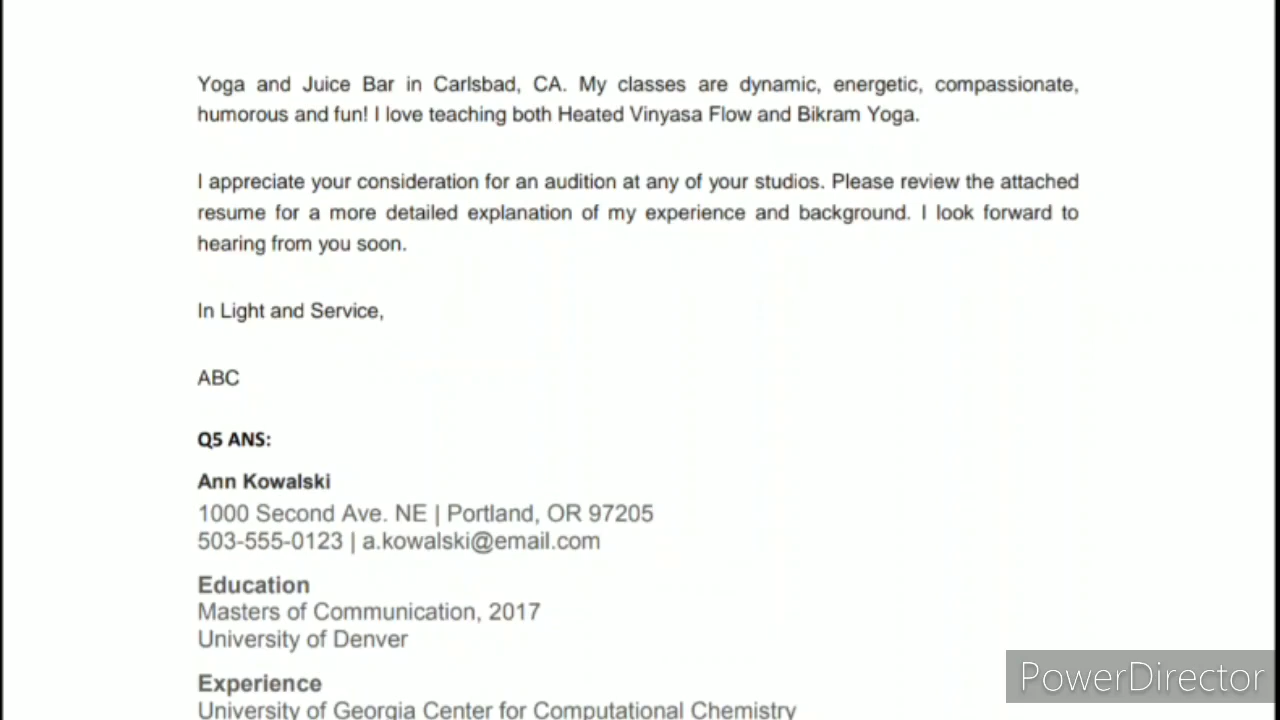 Yoga and Juice Bar in Carlsbad, CA. My classes are dynamic, energetic, compassionate,
humorous and fun! I love teaching both Heated Vinyasa Flow and Bikram Yoga.
I appreciate your consideration for an audition at any of your studios. Please review the attached
resume for a more detailed explanation of my experience and background. I look forward to
hearing from you soon.
In Light and Service,
ABC
Q5 ANS:
Ann Kowalski
1000 Second Ave. NE | Portland, OR 97205
503-555-0123 | a.kowalski@email.com
Education
Masters of Communication, 2017
University of Denver
Experience
University of Georgia Center for Computational Chemistry
PowerDirector